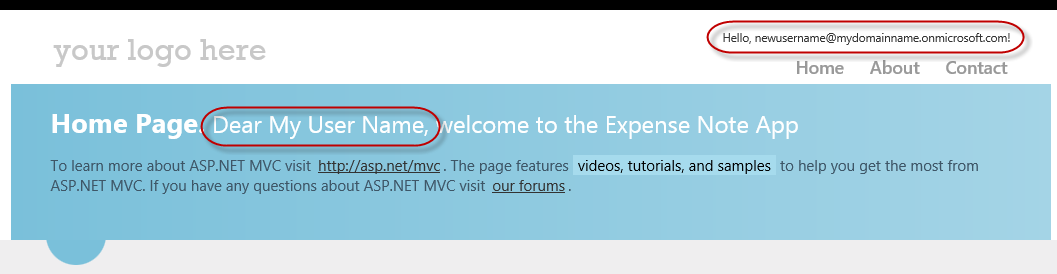 your logo here
Hello, newusername@mydomainname.onmicrosoft.com!
Home About Contact
Home Page. Dear My User Name, welcome to the Expense Note App
To learn more about ASP.NET MVC visit http://asp.net/mvc. The page features videos, tutorials, and samples to help you get the most from
ASP.NET MVC. If you have any questions about ASP.NET MVC visit our forums.